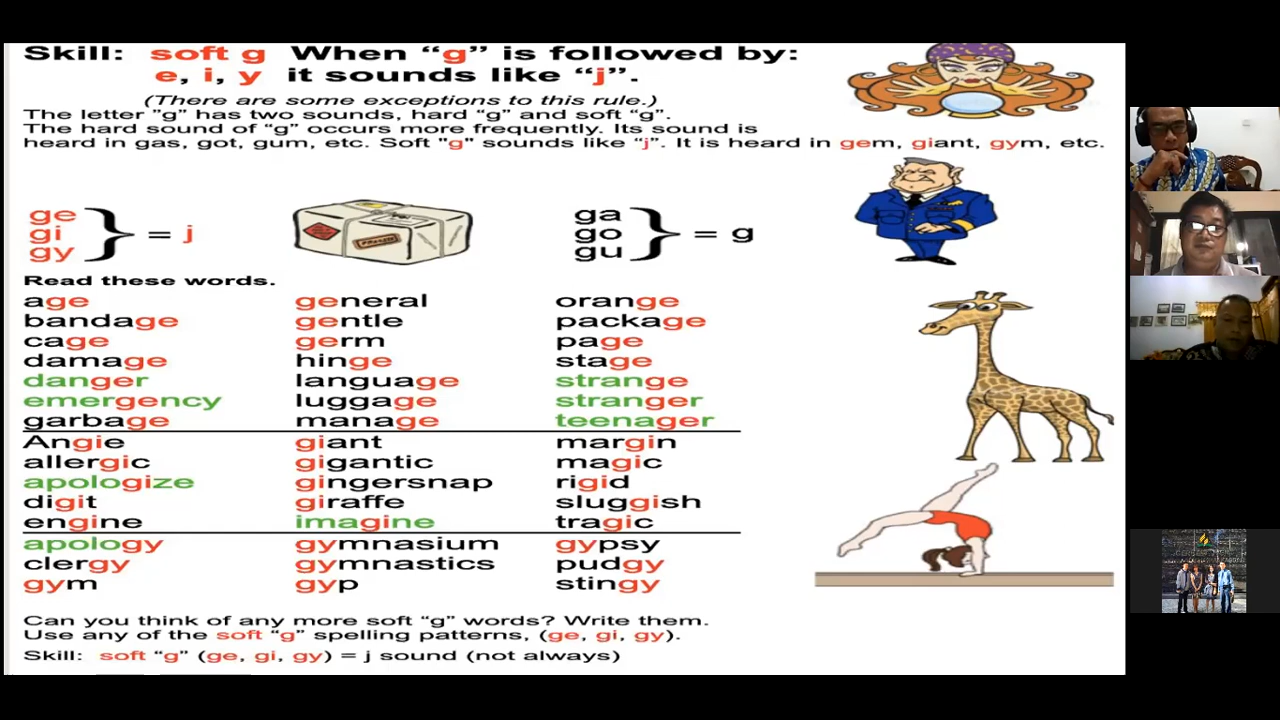 Skill: soft g When “g” is followed by:
e, i, y it sounds like “j”.
(There are some exceptions to this rule.)
The letter "g" has two sounds, hard “g” and soft “g”.
The hard sound of “g” occurs more frequently. Its sound is
heard in gas, got, gum, etc. Soft "g" sounds like “j”. It is heard in gem, giant, gym, etc.
ge
gi
gy
= j
ga
go
gu
= g
Read these words.
age general orange
bandage gentle package
cage germ page
damage hinge stage
danger language strange
emergency luggage stranger
garbage manage teenager
Angie giant margin
allergic gigantic magic
apologize gingersnap rigid
digit giraffe sluggish
engine imagine tragic
apology gymnasium gypsy
clergy gymnastics pudgy
gym gyp stingy
Can you think of any more soft “g” words? Write them.
Use any of the soft “g” spelling patterns, (ge, gi, gy).
Skill: soft “g” (ge, gi, gy) = j sound (not always)